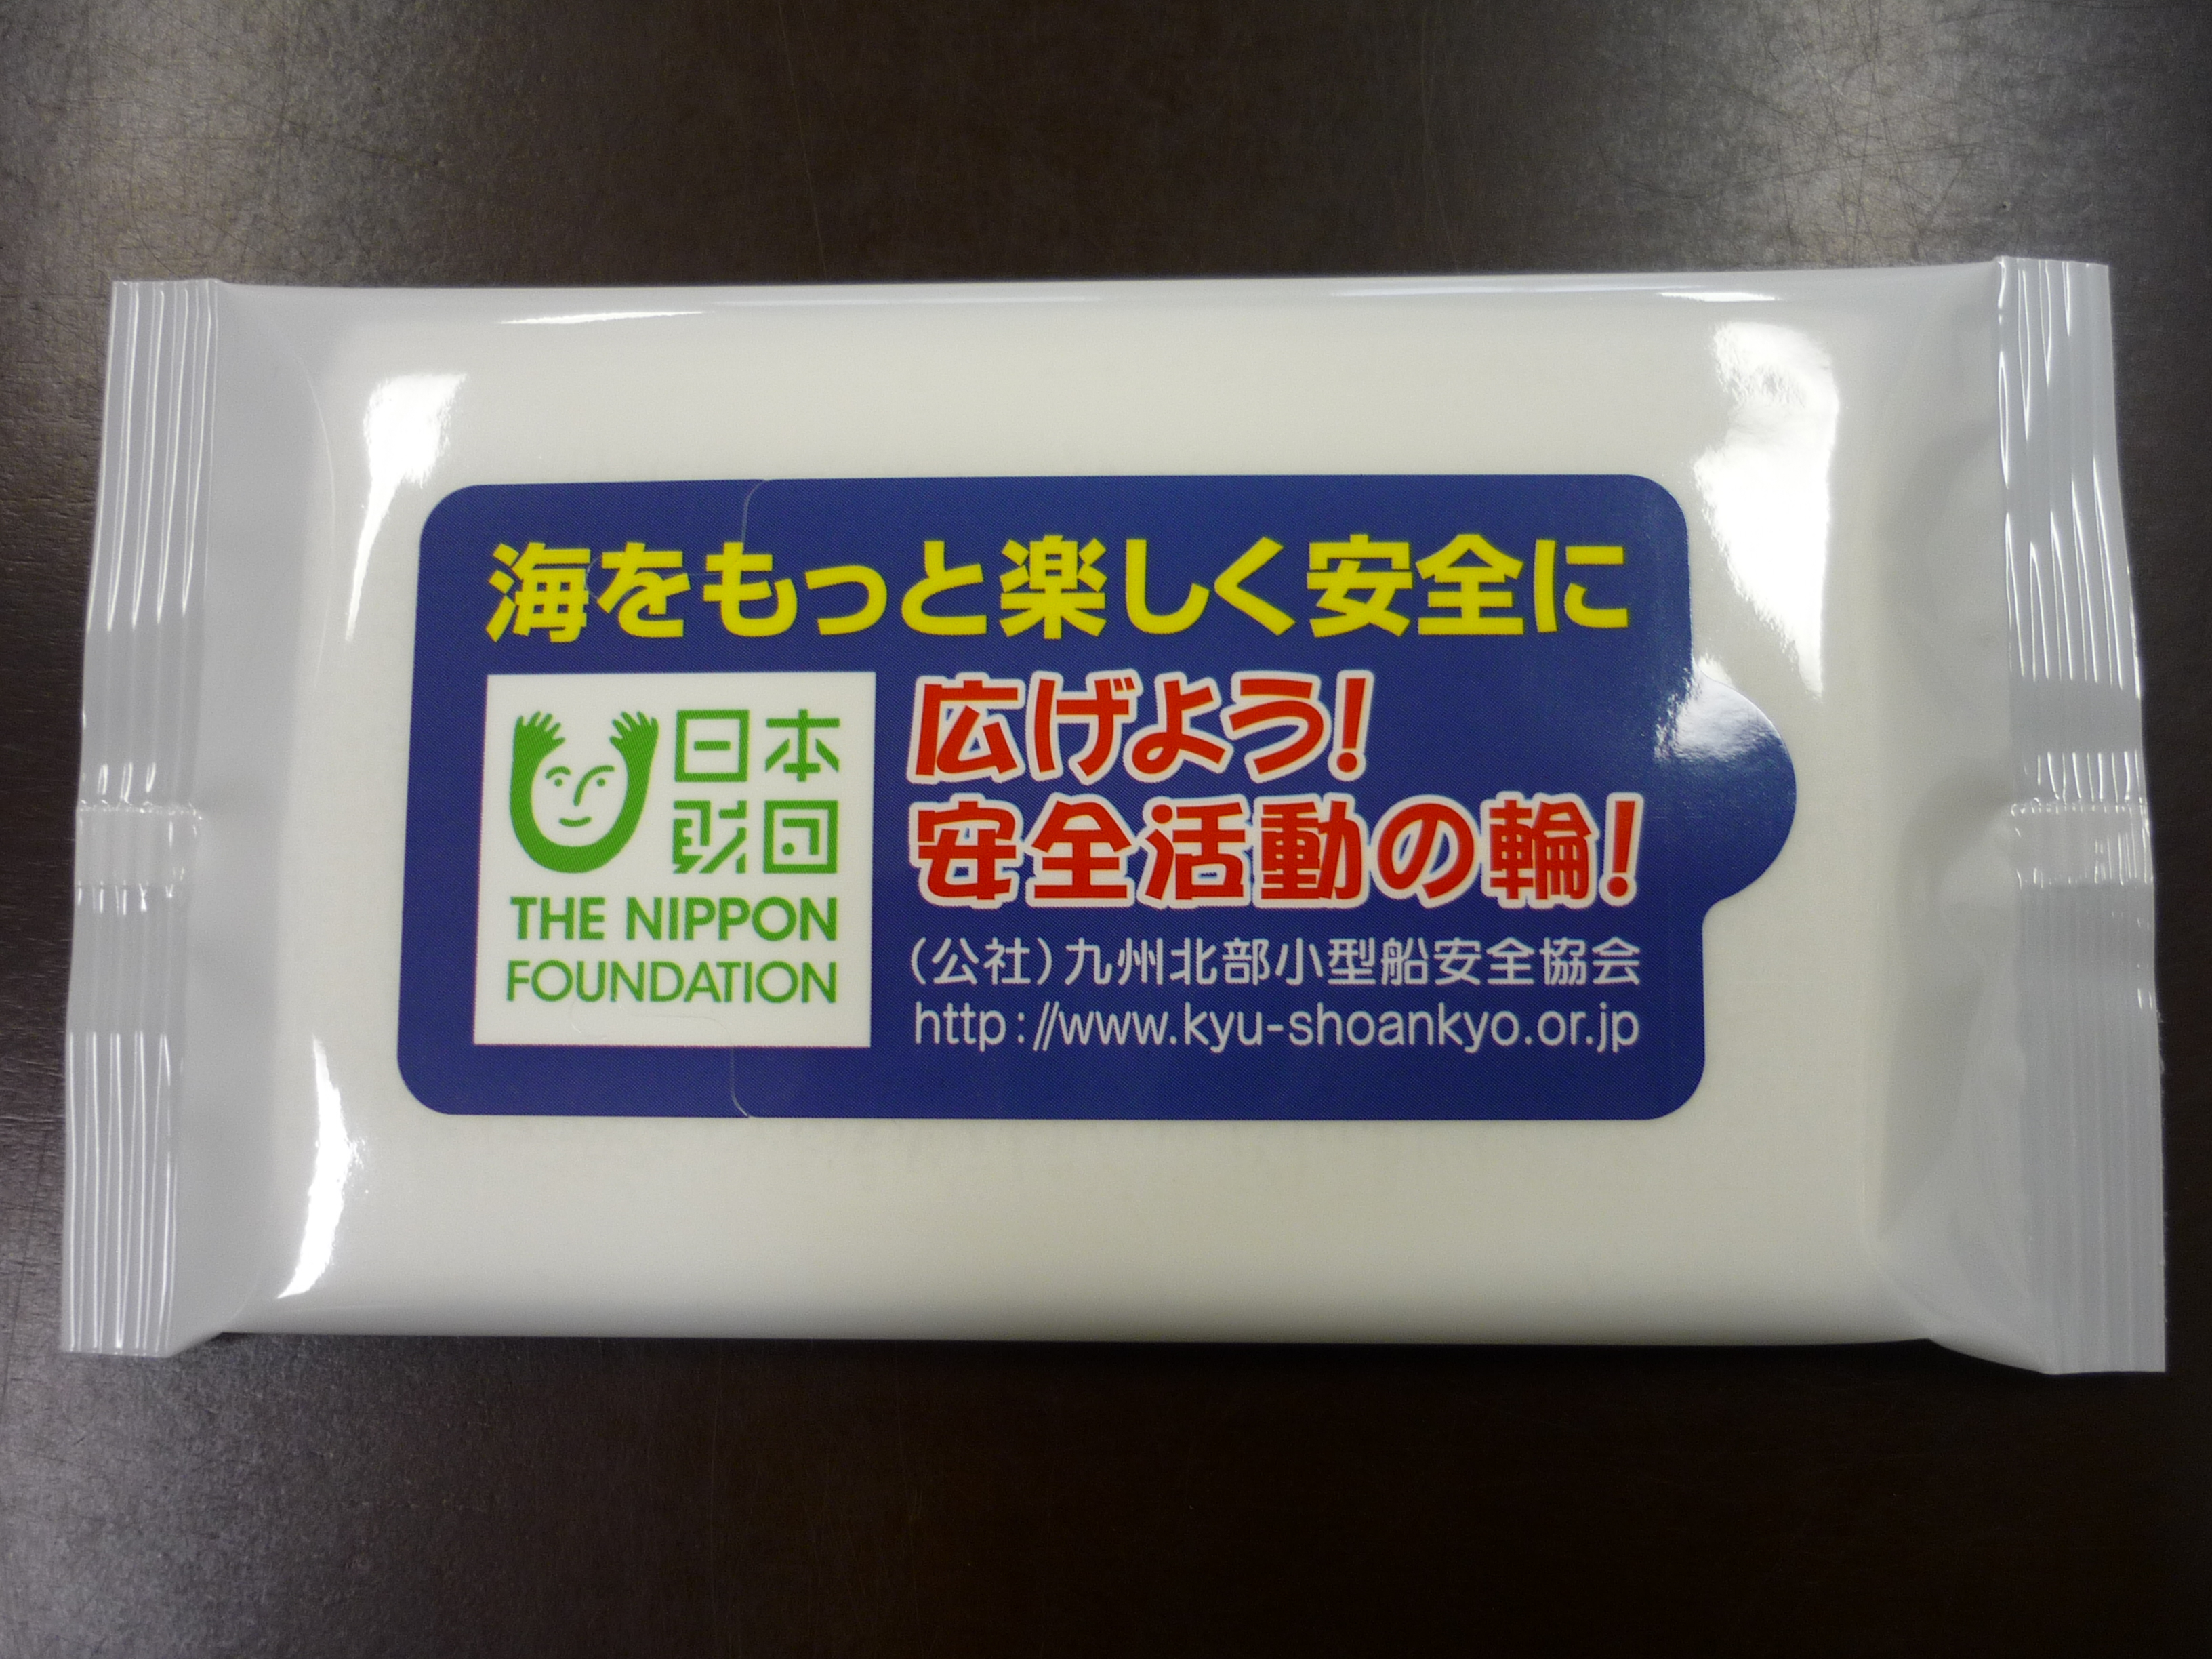 海をもっと楽しく安全に
日本
財団
THE NIPPON
FOUNDATION
広げよう!
安全活動の輪!
(公社)九州北部小型船安全協会
http://www.kyu-shoankyo.or.jp